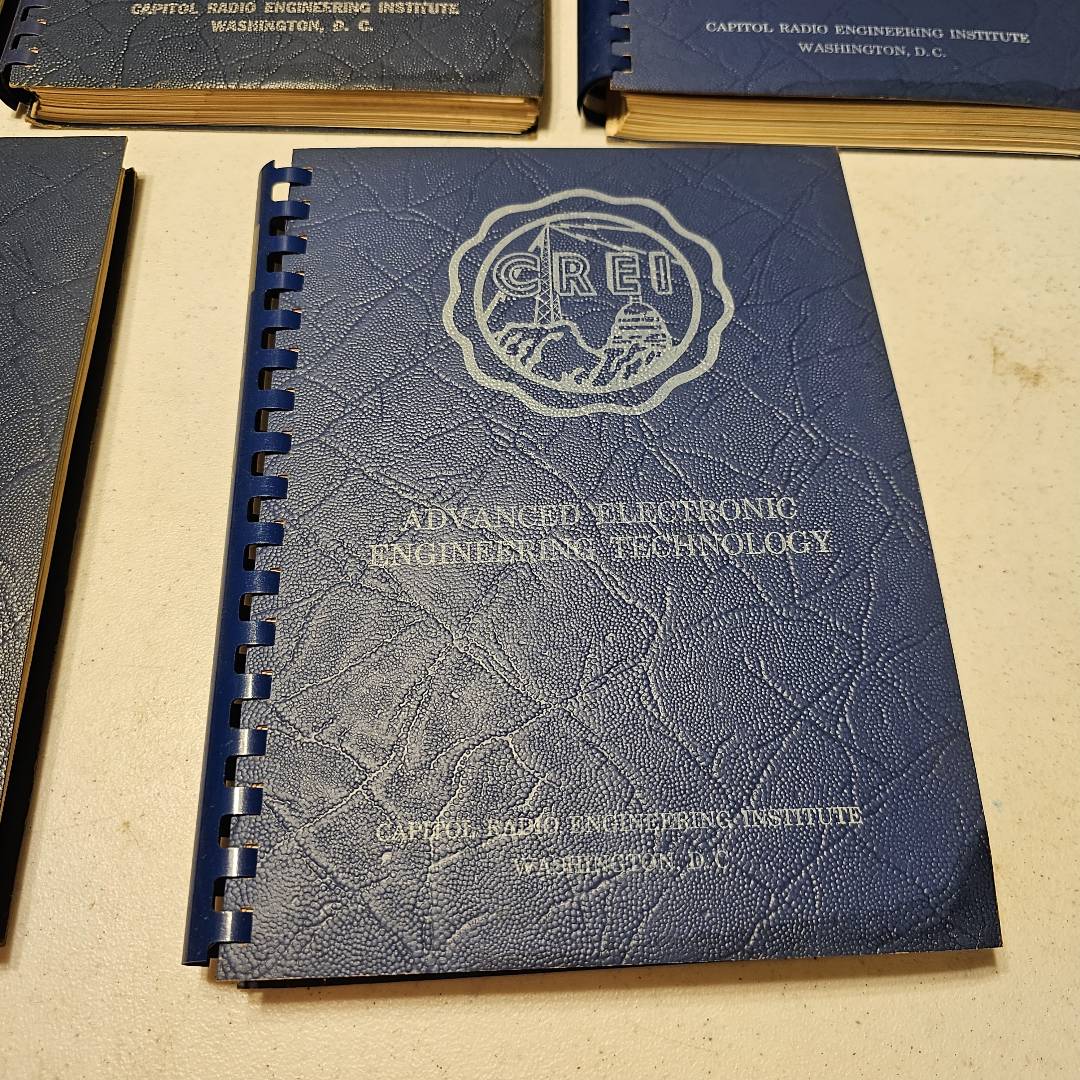 CAPITOL RADIO ENGINEERING INSTITUTE
WASHINGTON, D. C.
CAPITOL RADIO ENGINEERING INSTITUTE
WASHINGTON, D. C.
CREI
ADVANCED ELECTRONIC
ENGINEERING TECHNOLOGY
CAPITOL RADIO ENGINEERING INSTITUTE
WASHINGTON, D. C.